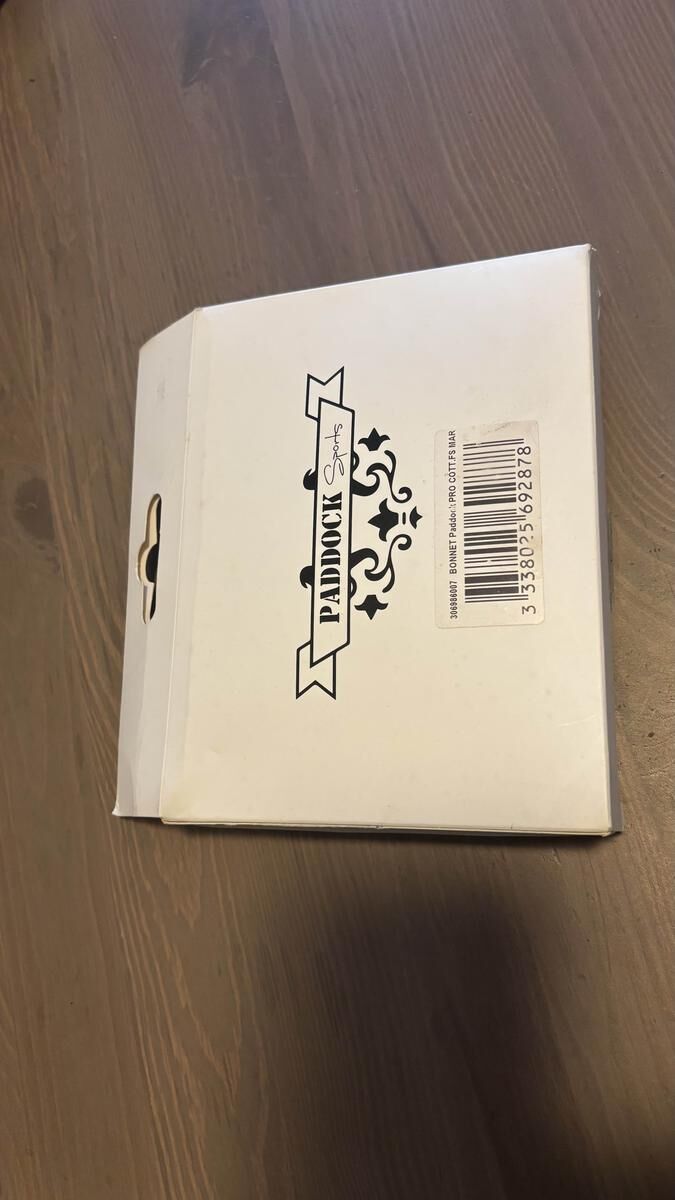 PADDOCK Sports
306986007 BONNET Paddock PRO COTT.FS MAR
3 338025 692878